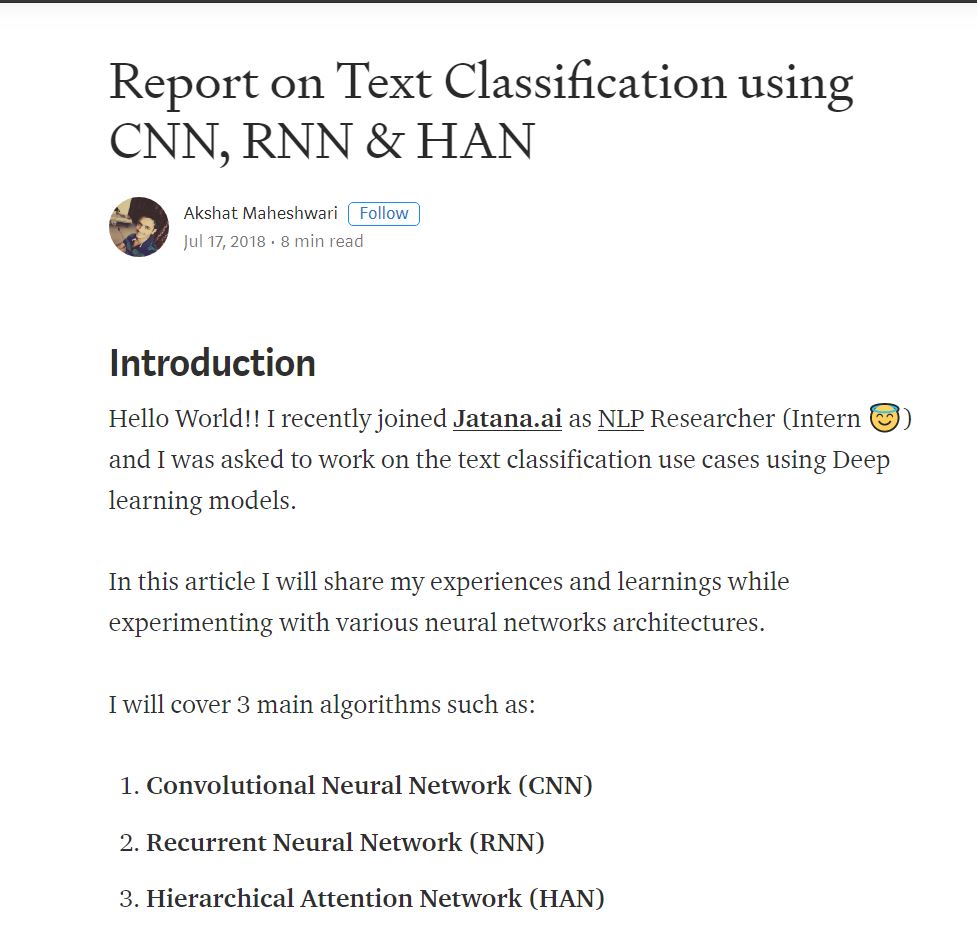 Report on Text Classification using
CNN, RNN & HAN
Akshat Maheshwari Follow
Jul 17, 2018 · 8 min read
Introduction
Hello World!! I recently joined Jatana.ai as NLP Researcher (Intern 😇)
and I was asked to work on the text classification use cases using Deep
learning models.
In this article I will share my experiences and learnings while
experimenting with various neural networks architectures.
I will cover 3 main algorithms such as:
1. Convolutional Neural Network (CNN)
2. Recurrent Neural Network (RNN)
3. Hierarchical Attention Network (HAN)